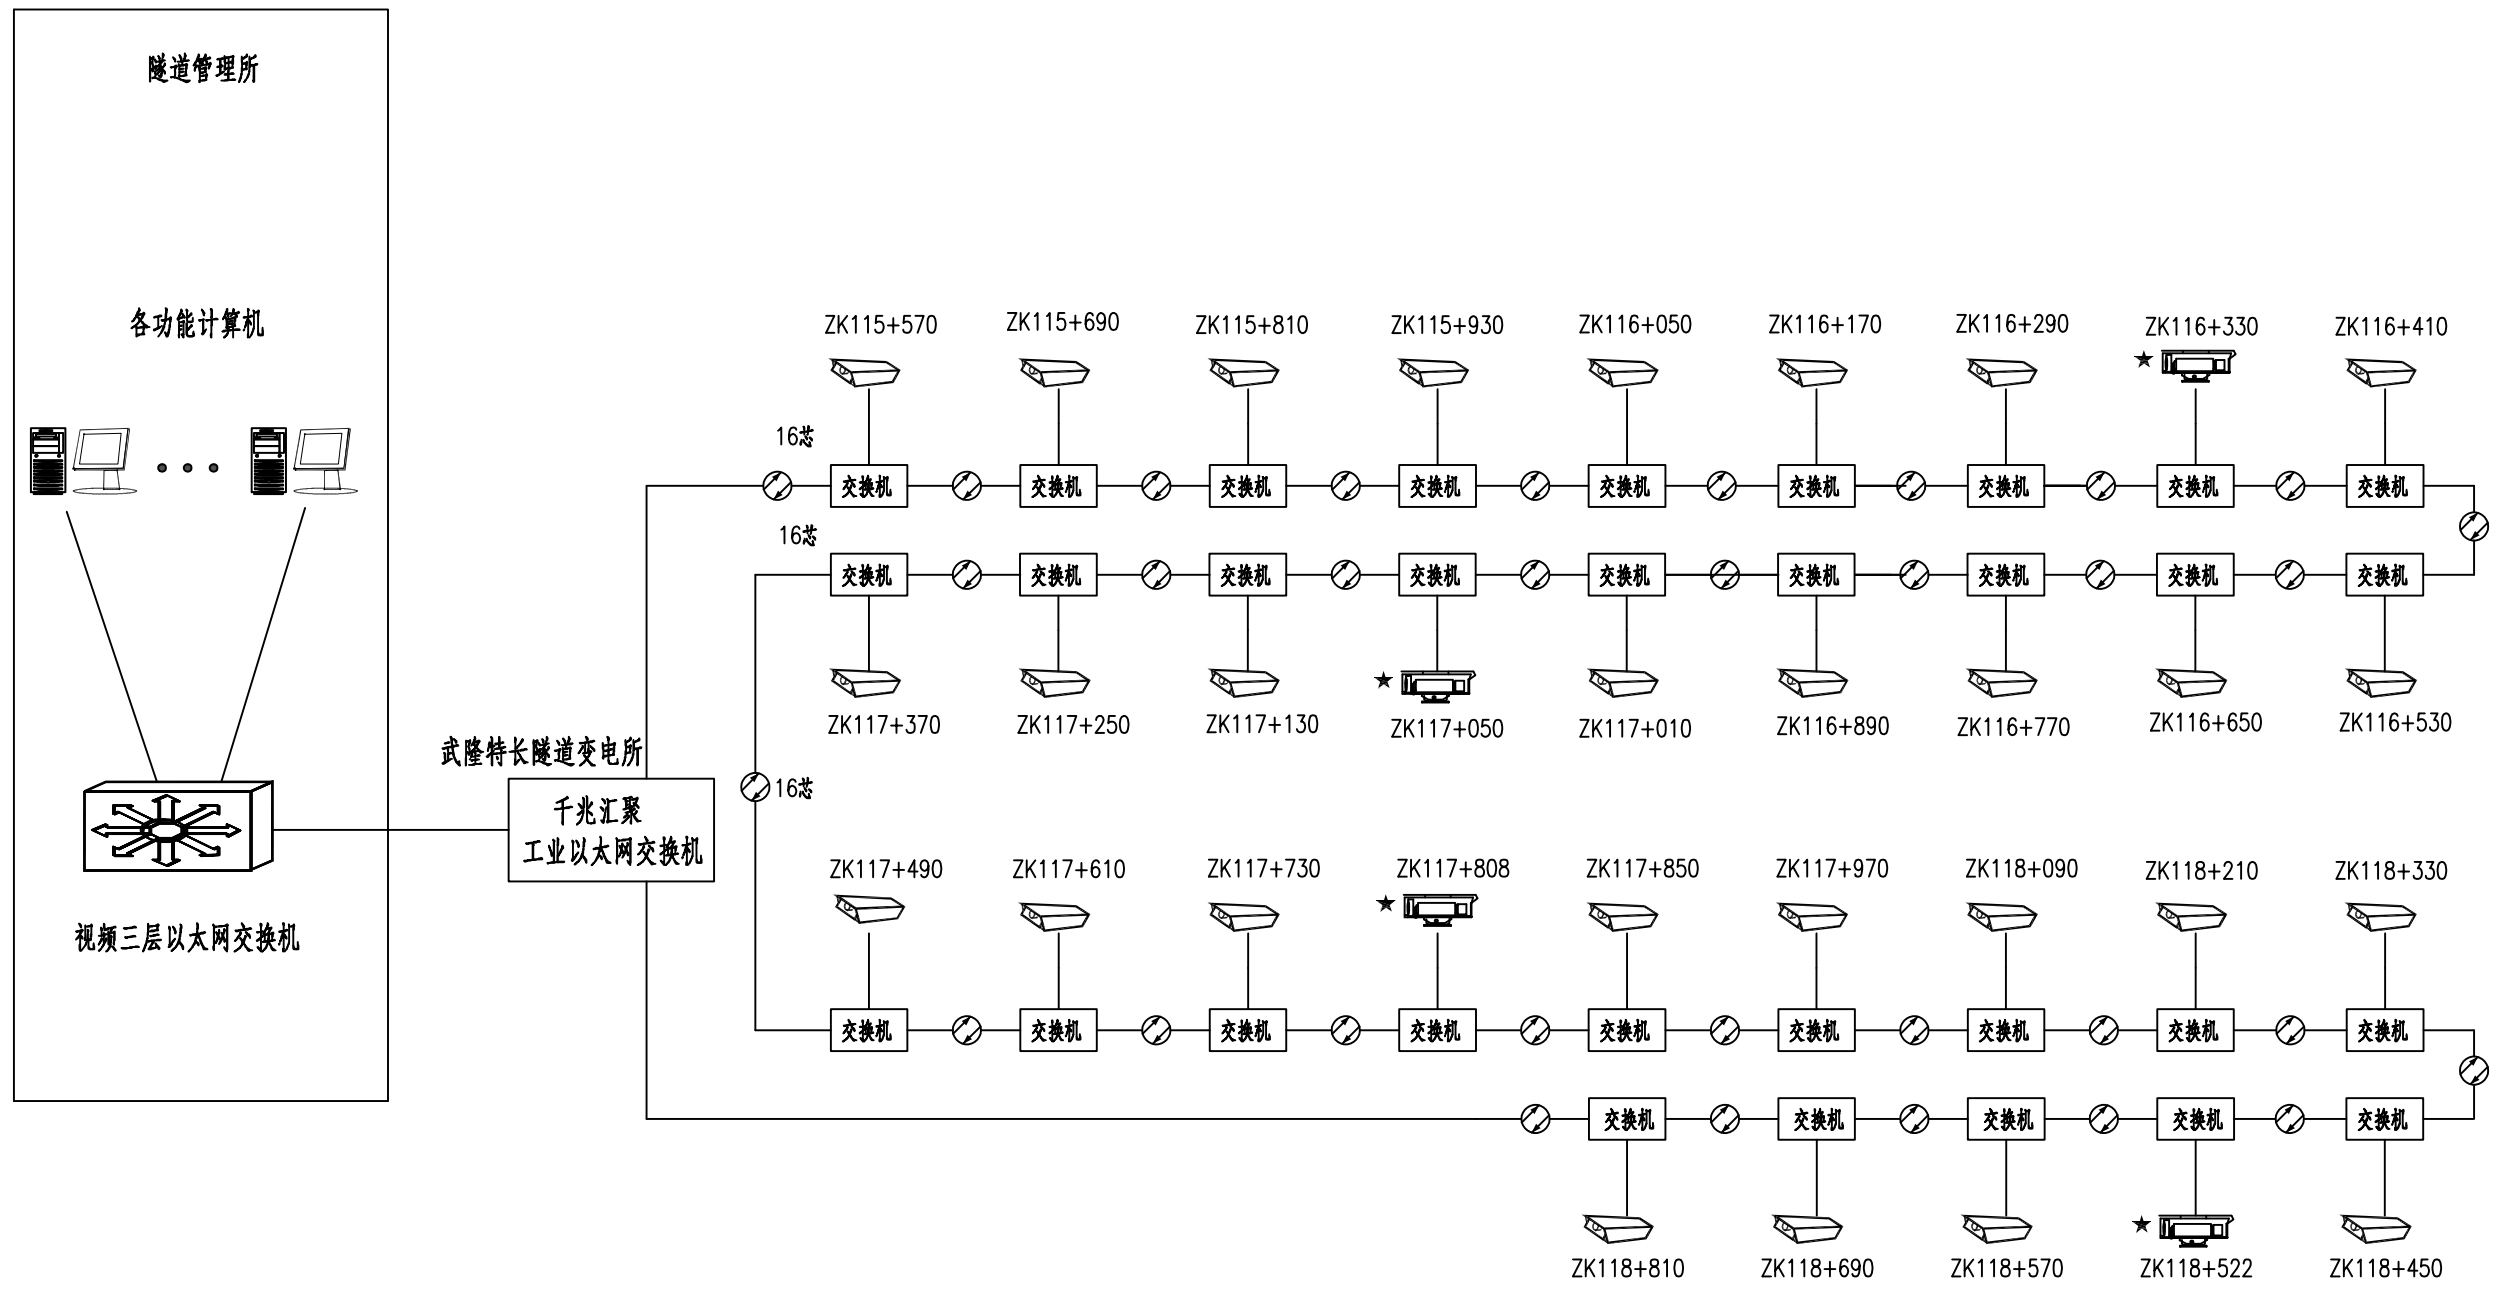 隧道管理所
各功能计算机
视频三层以太网交换机
武隆特长隧道变电所
千兆汇聚
工业以太网交换机
ZK115+570 ZK115+690 ZK115+810 ZK115+930 ZK116+050 ZK116+170 ZK116+290 ZK116+330 ZK116+410
★
16芯
交换机 交换机 交换机 交换机 交换机 交换机 交换机 交换机 交换机
16芯
交换机 交换机 交换机 交换机 交换机 交换机 交换机 交换机 交换机
★
ZK117+370 ZK117+250 ZK117+130 ZK117+050 ZK117+010 ZK116+890 ZK116+770 ZK116+650 ZK116+530
16芯
ZK117+490 ZK117+610 ZK117+730 ZK117+808 ZK117+850 ZK117+970 ZK118+090 ZK118+210 ZK118+330
★
交换机 交换机 交换机 交换机 交换机 交换机 交换机 交换机 交换机
交换机 交换机 交换机 交换机 交换机
★
ZK118+810 ZK118+690 ZK118+570 ZK118+522 ZK118+450